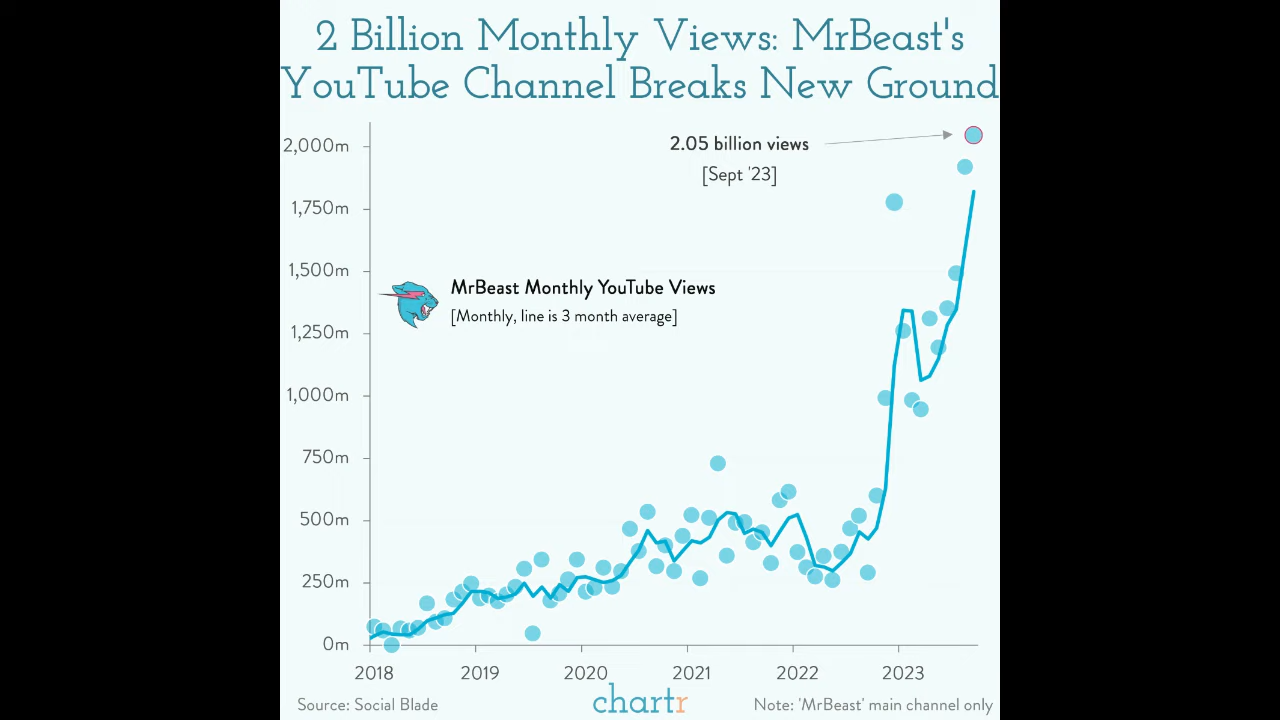 2 Billion Monthly Views: MrBeast's
YouTube Channel Breaks New Ground
2.05 billion views
[Sept '23]
2,000m
1,750m
1,500m
MrBeast Monthly YouTube Views
[Monthly, line is 3 month average]
1,250m
1,000m
750m
500m
250m
0m
2018 2019 2020 2021 2022 2023
Source: Social Blade
chartr
Note: 'MrBeast' main channel only